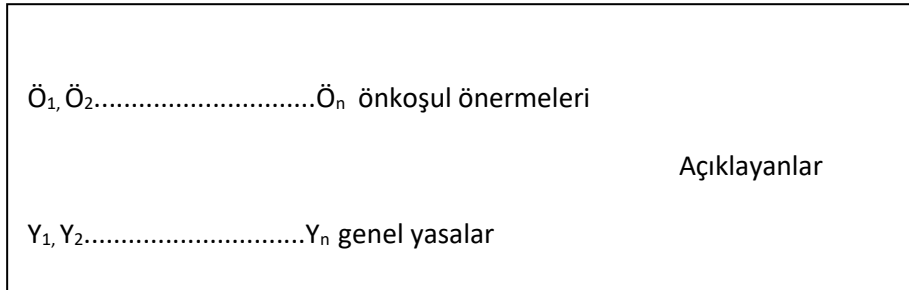 Ö1, Ö2..............................Ön önkoşul önermeleri
Açıklayanlar
Y1, Y2.............................Yn genel yasalar